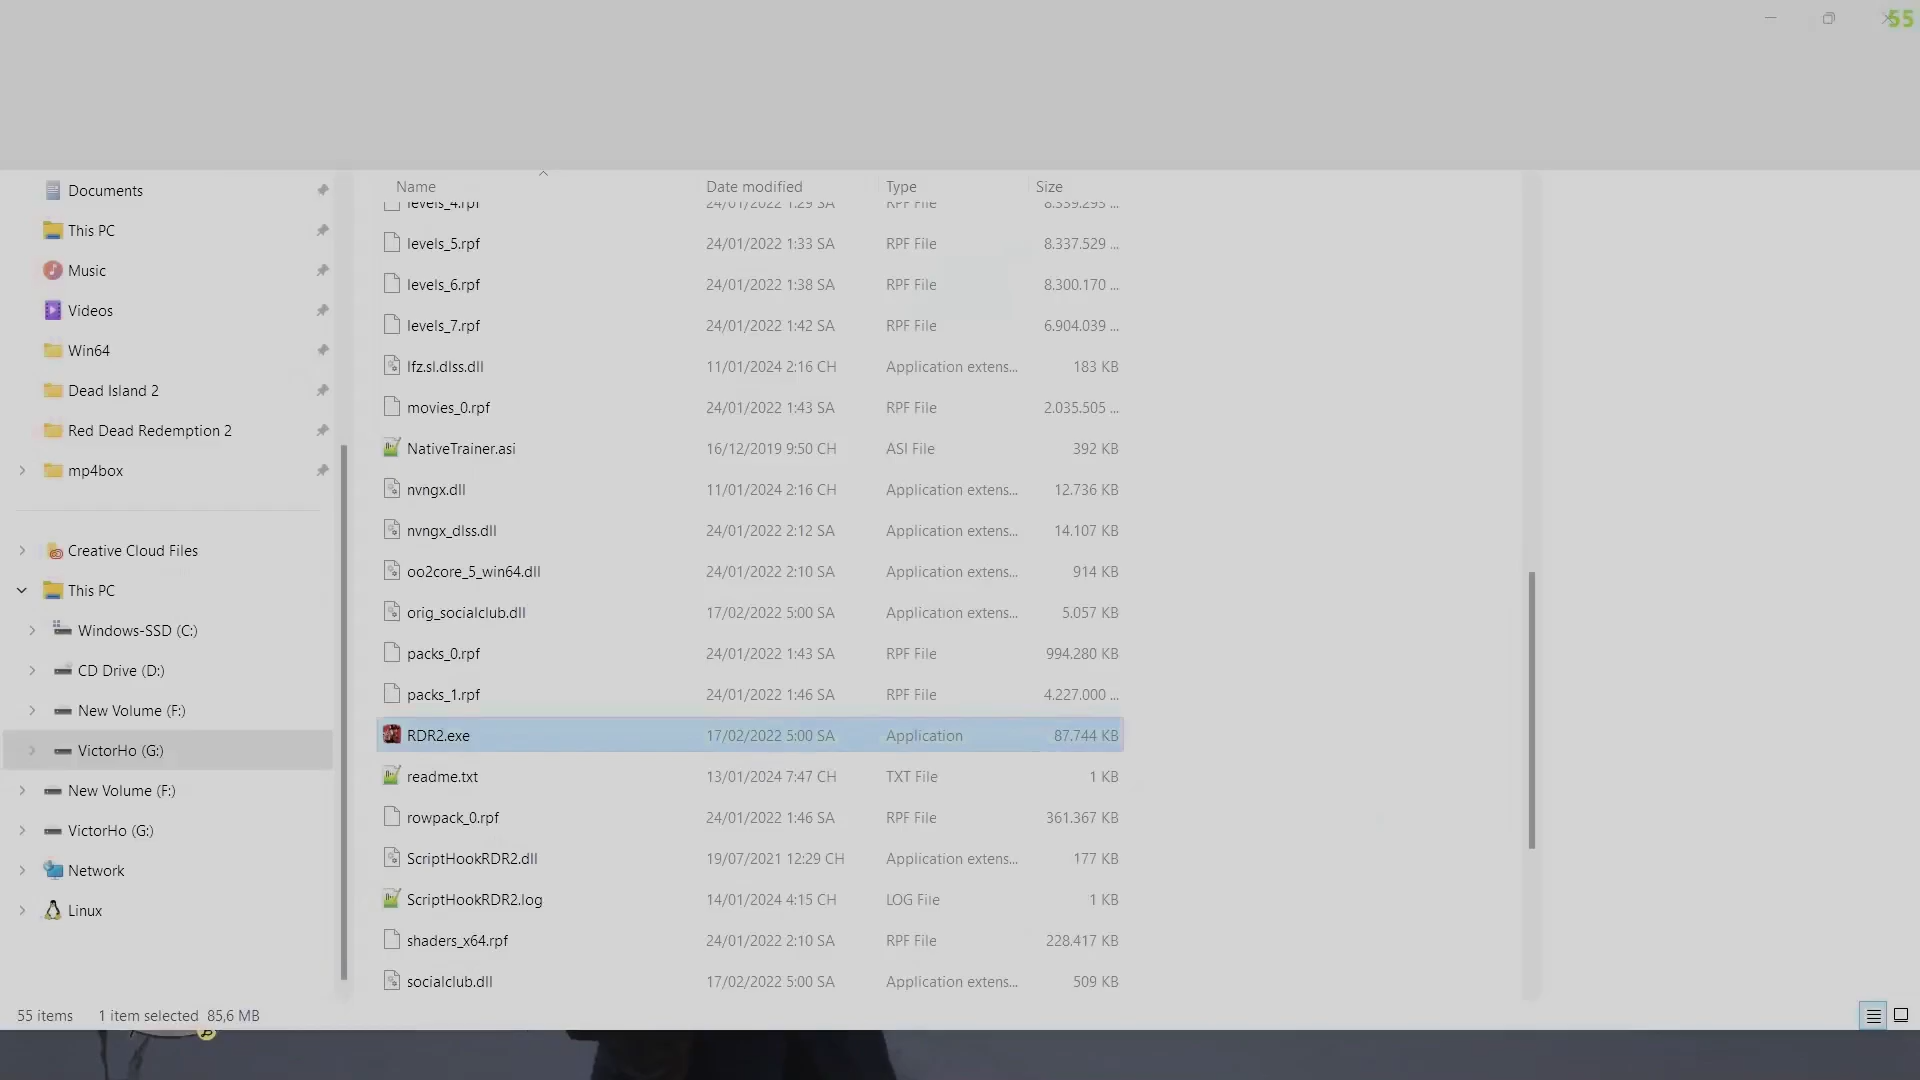 55
Name Date modified Type Size
Documents
levels_4.rpf 24/01/2022 1:29 SA RPF File 8.339.293 ...
This PC
levels_5.rpf 24/01/2022 1:33 SA RPF File 8.337.529 ...
Music
levels_6.rpf 24/01/2022 1:38 SA RPF File 8.300.170 ...
Videos
levels_7.rpf 24/01/2022 1:42 SA RPF File 6.904.039 ...
Win64
lfz.sl.dlss.dll 11/01/2024 2:16 CH Application extens... 183 KB
Dead Island 2
movies_0.rpf 24/01/2022 1:43 SA RPF File 2.035.505 ...
Red Dead Redemption 2
NativeTrainer.asi 16/12/2019 9:50 CH ASI File 392 KB
mp4box
nvngx.dll 11/01/2024 2:16 CH Application extens... 12.736 KB
nvngx_dlss.dll 24/01/2022 2:12 SA Application extens... 14.107 KB
Creative Cloud Files
oo2core_5_win64.dll 24/01/2022 2:10 SA Application extens... 914 KB
This PC
orig_socialclub.dll 17/02/2022 5:00 SA Application extens... 5.057 KB
Windows-SSD (C:)
packs_0.rpf 24/01/2022 1:43 SA RPF File 994.280 KB
CD Drive (D:)
packs_1.rpf 24/01/2022 1:46 SA RPF File 4.227.000 ...
New Volume (F:)
RDR2.exe 17/02/2022 5:00 SA Application 87.744 KB
VictorHo (G:)
readme.txt 13/01/2024 7:47 CH TXT File 1 KB
New Volume (F:)
rowpack_0.rpf 24/01/2022 1:46 SA RPF File 361.367 KB
VictorHo (G:)
ScriptHookRDR2.dll 19/07/2021 12:29 CH Application extens... 177 KB
Network
ScriptHookRDR2.log 14/01/2024 4:15 CH LOG File 1 KB
Linux
shaders_x64.rpf 24/01/2022 2:10 SA RPF File 228.417 KB
socialclub.dll 17/02/2022 5:00 SA Application extens... 509 KB
55 items 1 item selected 85,6 MB